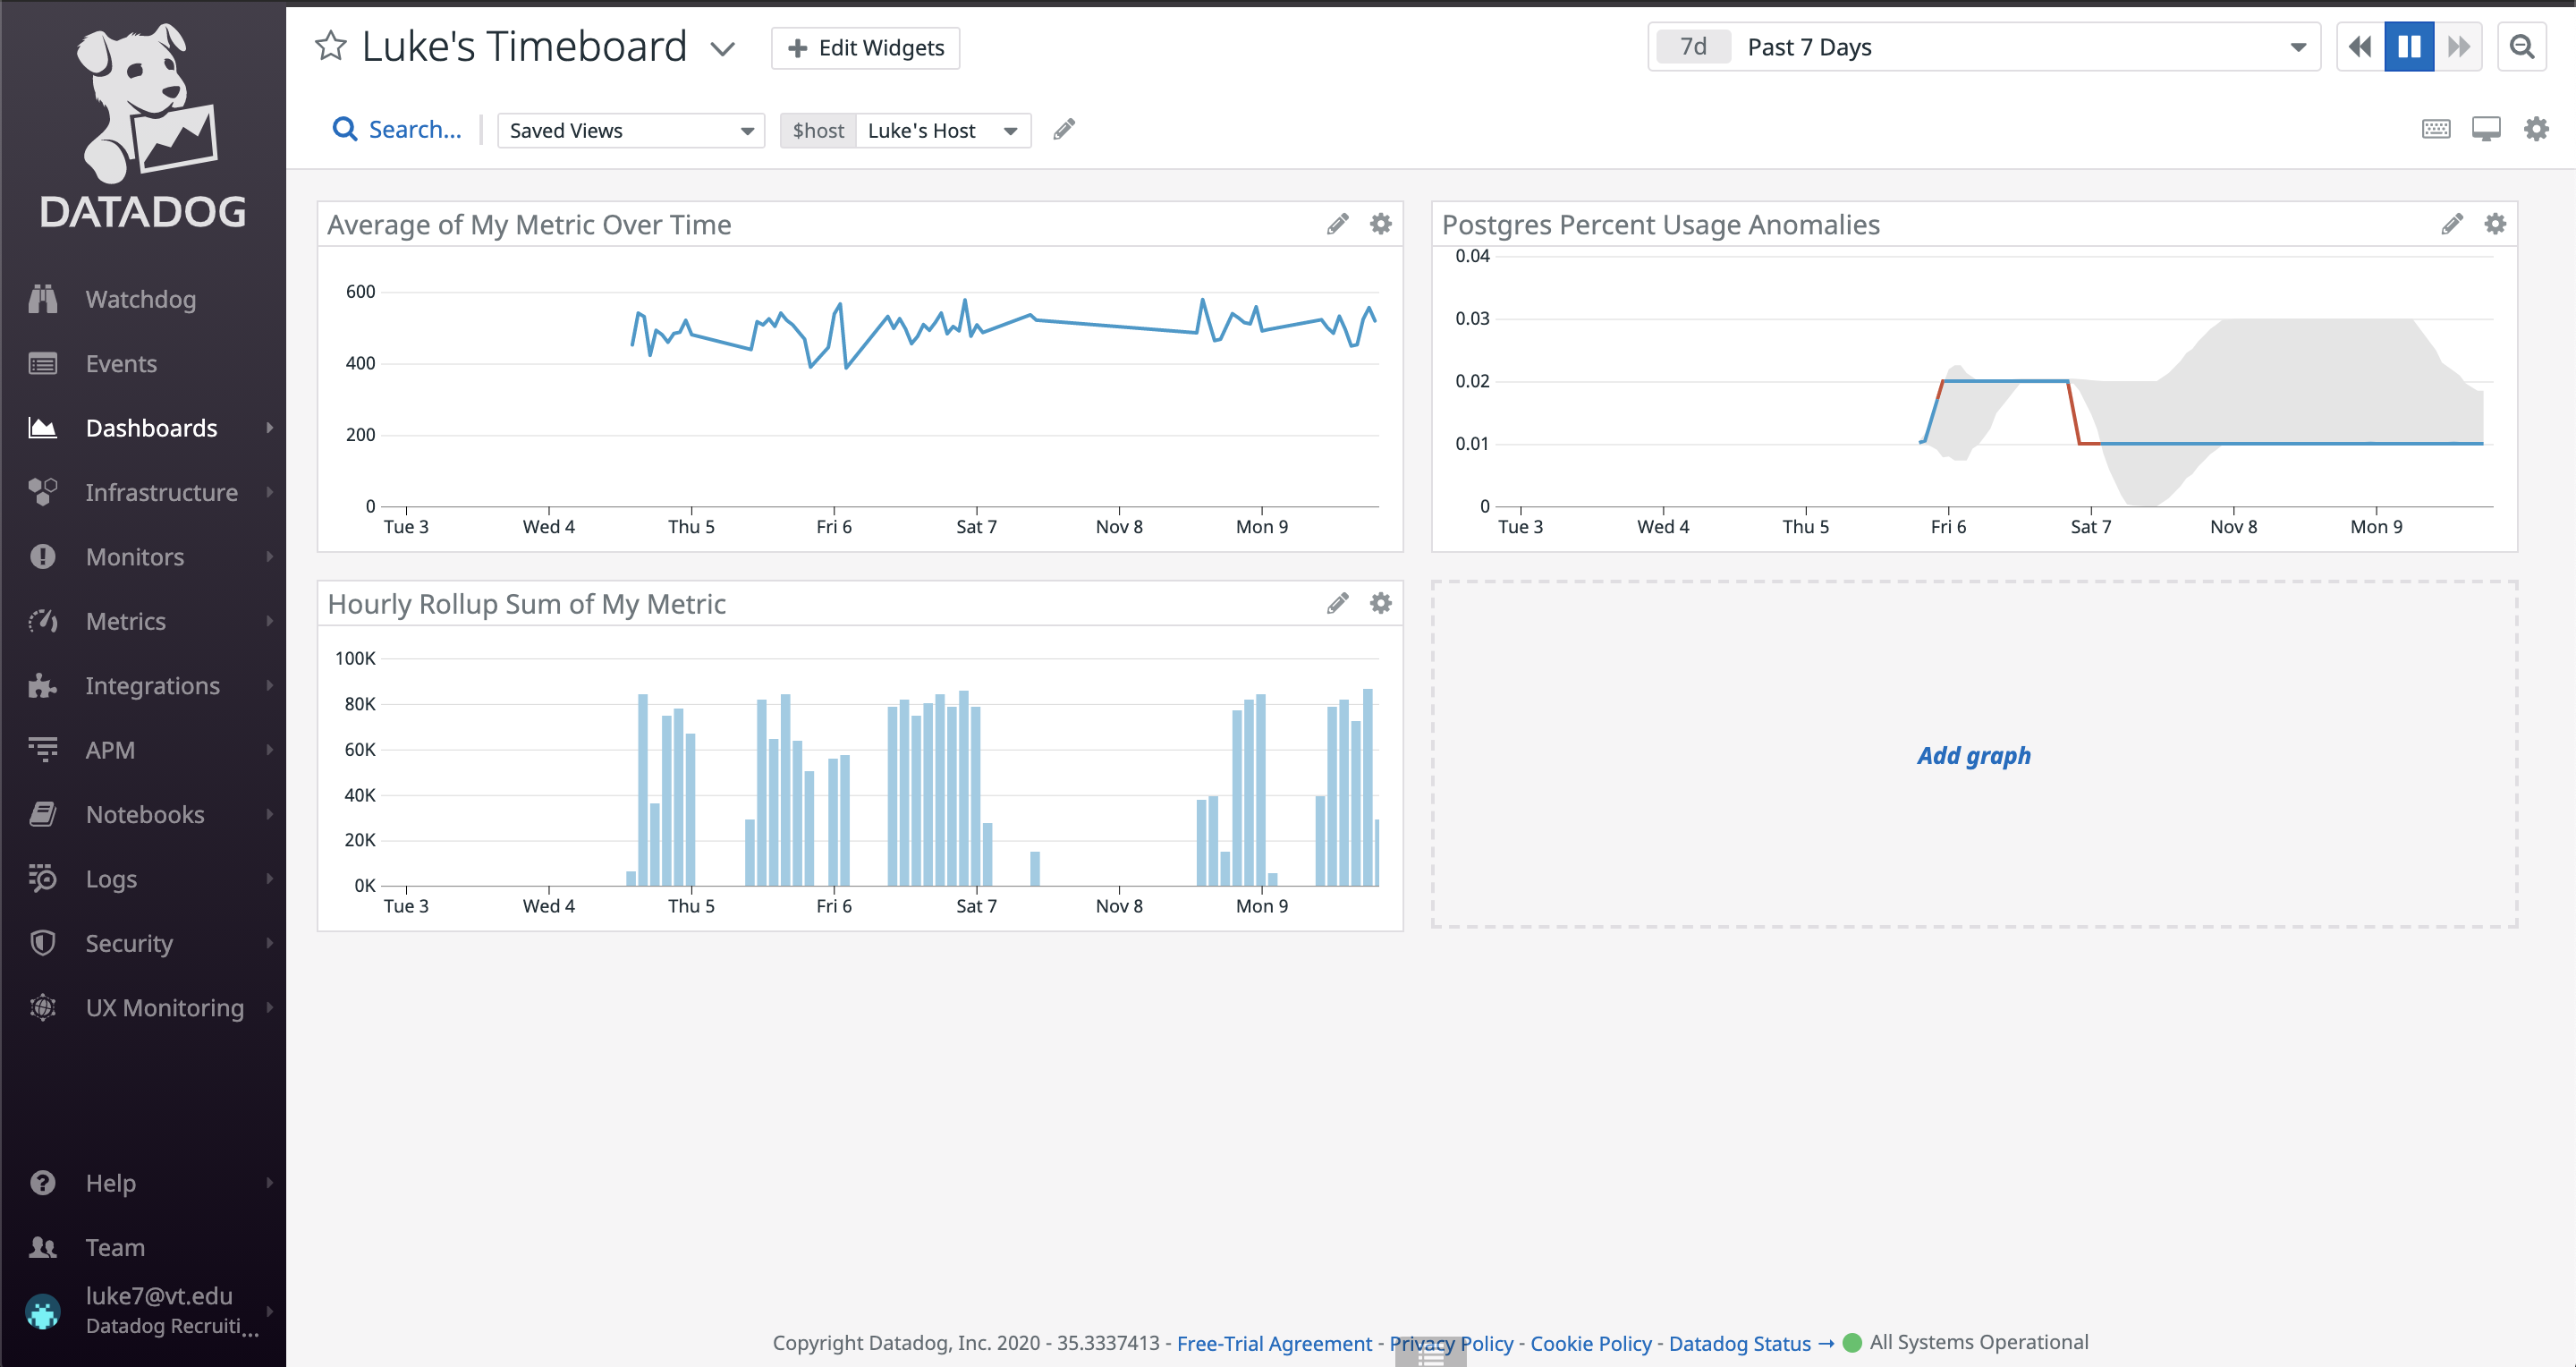 DATADOG
Watchdog
Events
Dashboards
Infrastructure
Monitors
Metrics
Integrations
APM
Notebooks
Logs
Security
UX Monitoring
Help
Team
luke7@vt.edu
Datadog Recruiti...
Luke's Timeboard
Edit Widgets
7d Past 7 Days
Search...
Saved Views
$host Luke's Host
Average of My Metric Over Time
600
400
200
0
Tue 3 Wed 4 Thu 5 Fri 6 Sat 7 Nov 8 Mon 9
Postgres Percent Usage Anomalies
0.04
0.03
0.02
0.01
0
Tue 3 Wed 4 Thu 5 Fri 6 Sat 7 Nov 8 Mon 9
Hourly Rollup Sum of My Metric
100K
80K
60K
40K
20K
0K
Tue 3 Wed 4 Thu 5 Fri 6 Sat 7 Nov 8 Mon 9
Add graph
Copyright Datadog, Inc. 2020 - 35.3337413 - Free-Trial Agreement - Privacy Policy - Cookie Policy - Datadog Status → All Systems Operational